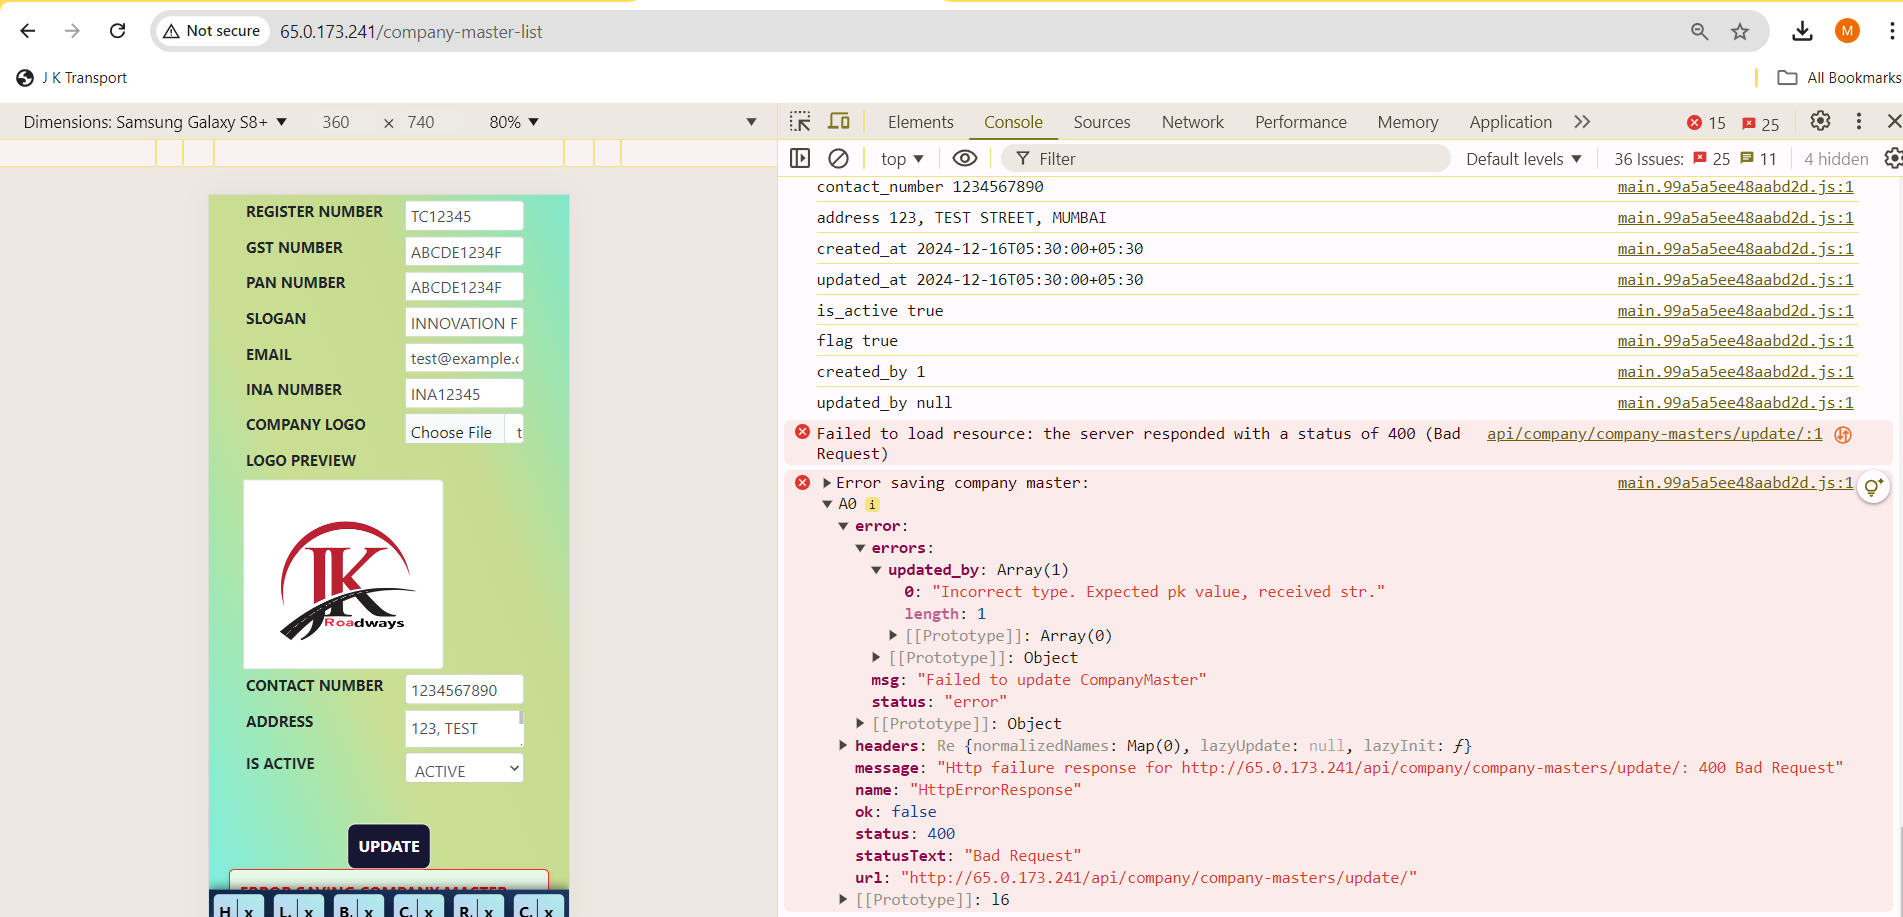 Not secure 65.0.173.241/company-master-list M
J K Transport All Bookmarks
Dimensions: Samsung Galaxy S8+ ▼ 360 × 740 80% ▼ ▼
Elements Console Sources Network Performance Memory Application 15 25
top ▼ Filter Default levels ▼ 36 Issues: 25 11 4 hidden
REGISTER NUMBER TC12345
GST NUMBER ABCDE1234F
PAN NUMBER ABCDE1234F
SLOGAN INNOVATION F
EMAIL test@example.c
INA NUMBER INA12345
COMPANY LOGO Choose File t
LOGO PREVIEW
JK
Roadways
CONTACT NUMBER 1234567890
ADDRESS 123, TEST
IS ACTIVE ACTIVE
UPDATE
ERROR SAVING COMPANY MASTER
H x L. x B. x C. x R. x C. x
contact_number 1234567890 main.99a5a5ee48aabd2d.js:1
address 123, TEST STREET, MUMBAI main.99a5a5ee48aabd2d.js:1
created_at 2024-12-16T05:30:00+05:30 main.99a5a5ee48aabd2d.js:1
updated_at 2024-12-16T05:30:00+05:30 main.99a5a5ee48aabd2d.js:1
is_active true main.99a5a5ee48aabd2d.js:1
flag true main.99a5a5ee48aabd2d.js:1
created_by 1 main.99a5a5ee48aabd2d.js:1
updated_by null main.99a5a5ee48aabd2d.js:1
Failed to load resource: the server responded with a status of 400 (Bad api/company/company-masters/update/:1
Request)
Error saving company master: main.99a5a5ee48aabd2d.js:1
A0 i
error:
errors:
updated_by: Array(1)
0: "Incorrect type. Expected pk value, received str."
length: 1
[[Prototype]]: Array(0)
[[Prototype]]: Object
msg: "Failed to update CompanyMaster"
status: "error"
[[Prototype]]: Object
headers: Re {normalizedNames: Map(0), lazyUpdate: null, lazyInit: ƒ}
message: "Http failure response for http://65.0.173.241/api/company/company-masters/update/: 400 Bad Request"
name: "HttpErrorResponse"
ok: false
status: 400
statusText: "Bad Request"
url: "http://65.0.173.241/api/company/company-masters/update/"
[[Prototype]]: l6